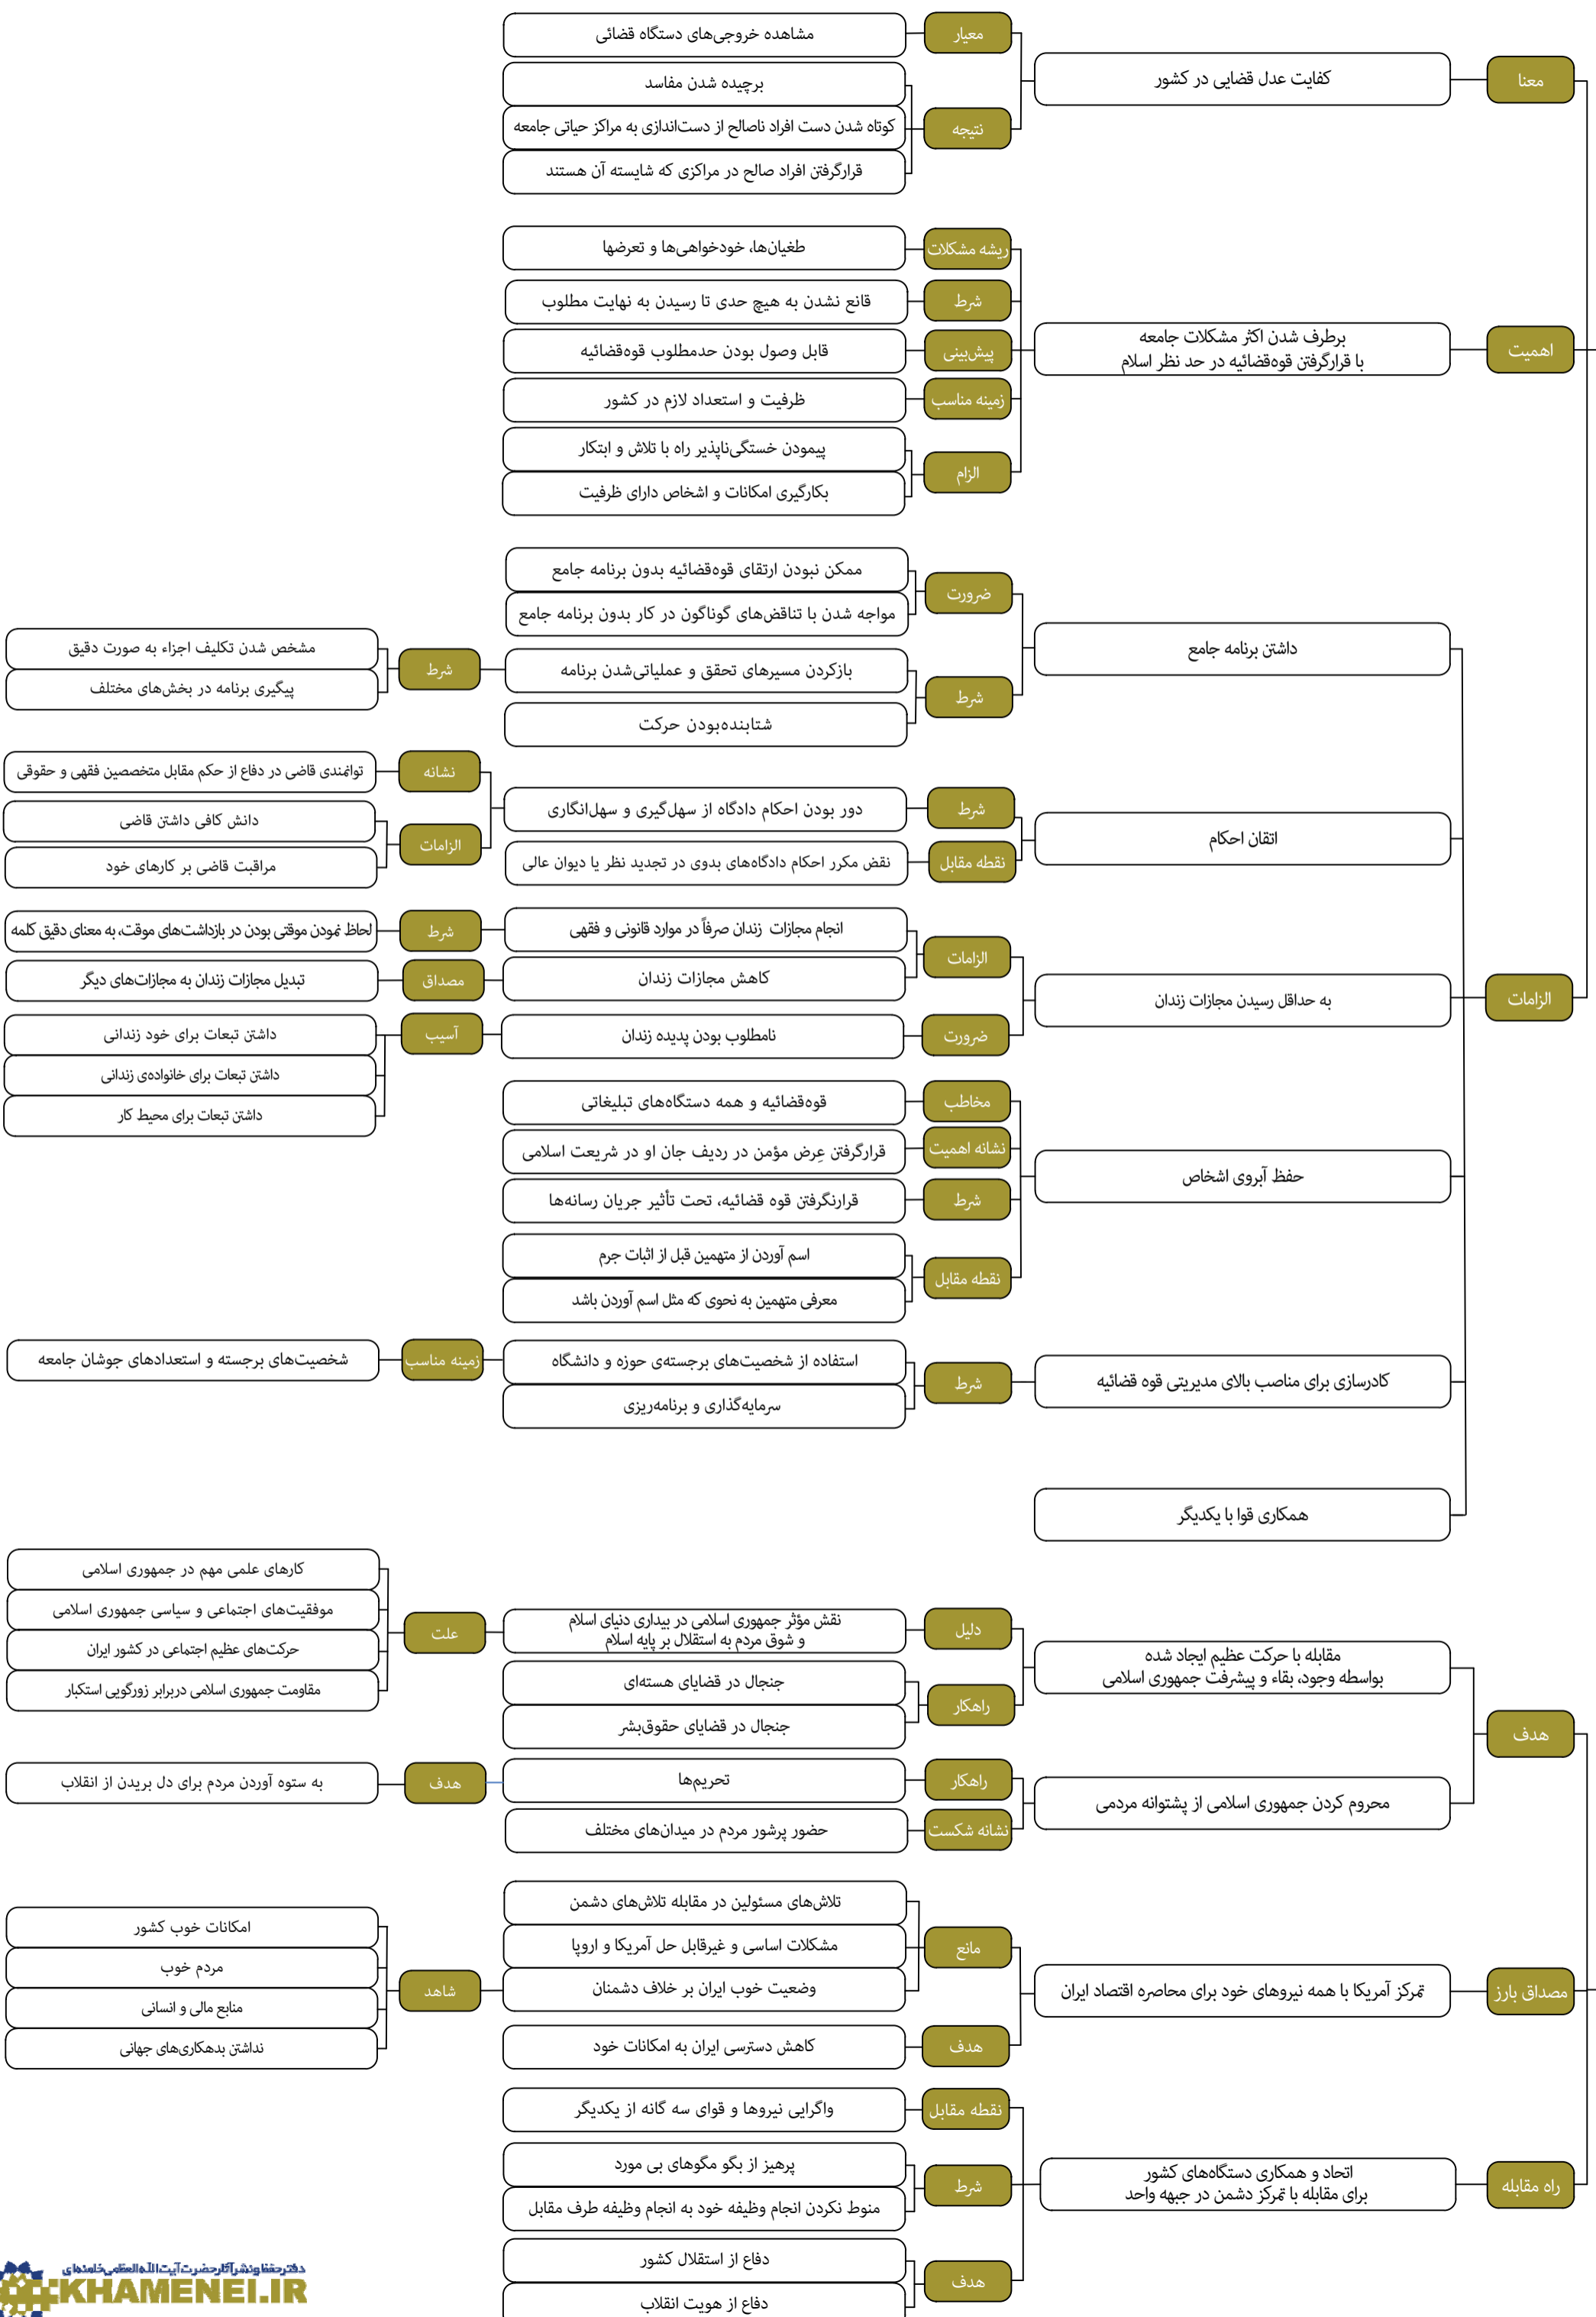 معنا
کفایت عدل قضایی در کشور
معیار
مشاهده خروجی‌های دستگاه قضائی
نتیجه
برچیده شدن مفاسد
کوتاه شدن دست افراد ناصالح از دست‌اندازی به مراکز حیاتی جامعه
قرارگرفتن افراد صالح در مراکزی که شایسته آن هستند
اهمیت
برطرف شدن اکثر مشکلات جامعه
با قرارگرفتن قوه‌قضائیه در حد نظر اسلام
ریشه مشکلات
طغیان‌ها، خودخواهی‌ها و تعرضها
شرط
قانع نشدن به هیچ حدی تا رسیدن به نهایت مطلوب
پیش‌بینی
قابل وصول بودن حدمطلوب قوه‌قضائیه
زمینه مناسب
ظرفیت و استعداد لازم در کشور
الزام
پیمودن خستگی‌ناپذیر راه با تلاش و ابتکار
بکارگیری امکانات و اشخاص دارای ظرفیت
الزامات
داشتن برنامه جامع
ضرورت
ممکن نبودن ارتقای قوه‌قضائیه بدون برنامه جامع
مواجه شدن با تناقض‌های گوناگون در کار بدون برنامه جامع
شرط
بازکردن مسیرهای تحقق و عملیاتی‌شدن برنامه
شرط
مشخص شدن تکلیف اجزاء به صورت دقیق
پیگیری برنامه در بخش‌های مختلف
شتابنده‌بودن حرکت
اتقان احکام
شرط
دور بودن احکام دادگاه از سهل‌گیری و سهل‌انگاری
نشانه
توانمندی قاضی در دفاع از حکم مقابل متخصصین فقهی و حقوقی
الزامات
دانش کافی داشتن قاضی
مراقبت قاضی بر کارهای خود
نقطه مقابل
نقض مکرر احکام دادگاه‌های بدوی در تجدید نظر یا دیوان عالی
به حداقل رسیدن مجازات زندان
الزامات
انجام مجازات زندان صرفاً در موارد قانونی و فقهی
شرط
لحاظ نمودن موقتی بودن در بازداشت‌های موقت، به معنای دقیق کلمه
کاهش مجازات زندان
مصداق
تبدیل مجازات زندان به مجازات‌های دیگر
ضرورت
نامطلوب بودن پدیده زندان
آسیب
داشتن تبعات برای خود زندانی
داشتن تبعات برای خانواده‌ی زندانی
داشتن تبعات برای محیط کار
حفظ آبروی اشخاص
مخاطب
قوه‌قضائیه و همه دستگاه‌های تبلیغاتی
نشانه اهمیت
قرارگرفتن عِرض مؤمن در ردیف جان او در شریعت اسلامی
شرط
قرارنگرفتن قوه قضائیه، تحت تأثیر جریان رسانه‌ها
نقطه مقابل
اسم آوردن از متهمین قبل از اثبات جرم
معرفی متهمین به نحوی که مثل اسم آوردن باشد
کادرسازی برای مناصب بالای مدیریتی قوه قضائیه
شرط
استفاده از شخصیت‌های برجسته‌ی حوزه و دانشگاه
زمینه مناسب
شخصیت‌های برجسته و استعدادهای جوشان جامعه
سرمایه‌گذاری و برنامه‌ریزی
همکاری قوا با یکدیگر
هدف
مقابله با حرکت عظیم ایجاد شده
بواسطه وجود، بقاء و پیشرفت جمهوری اسلامی
دلیل
نقش مؤثر جمهوری اسلامی در بیداری دنیای اسلام
و شوق مردم به استقلال بر پایه اسلام
علت
کارهای علمی مهم در جمهوری اسلامی
موفقیت‌های اجتماعی و سیاسی جمهوری اسلامی
حرکت‌های عظیم اجتماعی در کشور ایران
مقاومت جمهوری اسلامی دربرابر زورگویی استکبار
راهکار
جنجال در قضایای هسته‌ای
جنجال در قضایای حقوق‌بشر
محروم کردن جمهوری اسلامی از پشتوانه مردمی
راهکار
تحریم‌ها
هدف
به ستوه آوردن مردم برای دل بریدن از انقلاب
نشانه شکست
حضور پرشور مردم در میدان‌های مختلف
مصداق بارز
تمرکز آمریکا با همه نیروهای خود برای محاصره اقتصاد ایران
مانع
تلاش‌های مسئولین در مقابله تلاش‌های دشمن
مشکلات اساسی و غیرقابل حل آمریکا و اروپا
وضعیت خوب ایران بر خلاف دشمنان
شاهد
امکانات خوب کشور
مردم خوب
منابع مالی و انسانی
نداشتن بدهکاری‌های جهانی
هدف
کاهش دسترسی ایران به امکانات خود
راه مقابله
اتحاد و همکاری دستگاه‌های کشور
برای مقابله با تمرکز دشمن در جبهه واحد
نقطه مقابل
واگرایی نیروها و قوای سه گانه از یکدیگر
شرط
پرهیز از بگو مگوهای بی مورد
منوط نکردن انجام وظیفه خود به انجام وظیفه طرف مقابل
هدف
دفاع از استقلال کشور
دفاع از هویت انقلاب
دفتر حفظ و نشر آثار حضرت آیت‌الله‌العظمی خامنه‌ای
KHAMENEI.IR